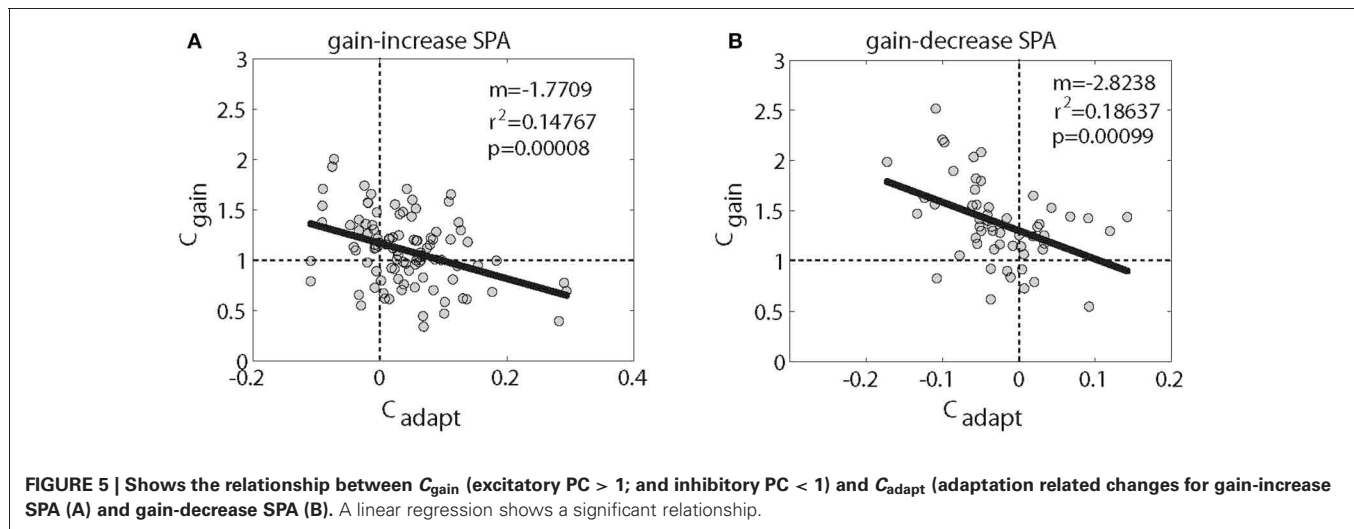 A
gain-increase SPA
m=-1.7709
r²=0.14767
p=0.00008
C gain
3
2.5
2
1.5
1
0.5
0
-0.2 0 0.2 0.4
C adapt
B
gain-decrease SPA
m=-2.8238
r²=0.18637
p=0.00099
C gain
3
2.5
2
1.5
1
0.5
0
-0.2 -0.1 0 0.1 0.2
C adapt
FIGURE 5 | Shows the relationship between Cgain (excitatory PC > 1; and inhibitory PC < 1) and Cadapt (adaptation related changes for gain-increase
SPA (A) and gain-decrease SPA (B). A linear regression shows a significant relationship.